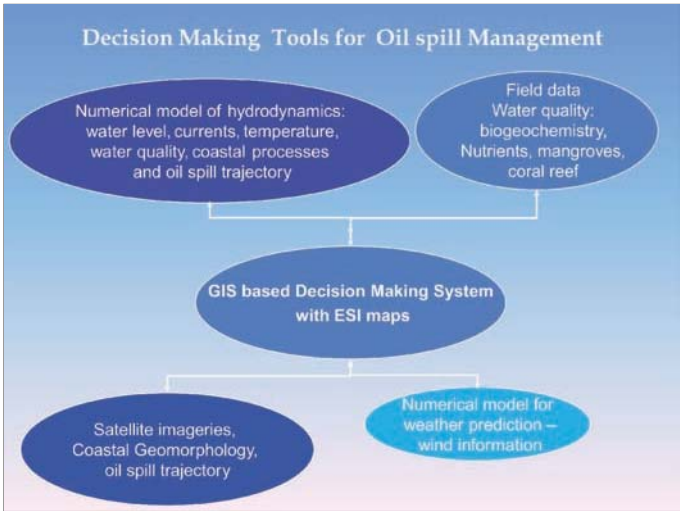 Decision Making Tools for Oil spill Management
Numerical model of hydrodynamics:
water level, currents, temperature,
water quality, coastal processes
and oil spill trajectory
Field data
Water quality:
biogeochemistry,
Nutrients, mangroves,
coral reef
GIS based Decision Making System
with ESI maps
Satellite imageries,
Coastal Geomorphology,
oil spill trajectory
Numerical model for
weather prediction –
wind information